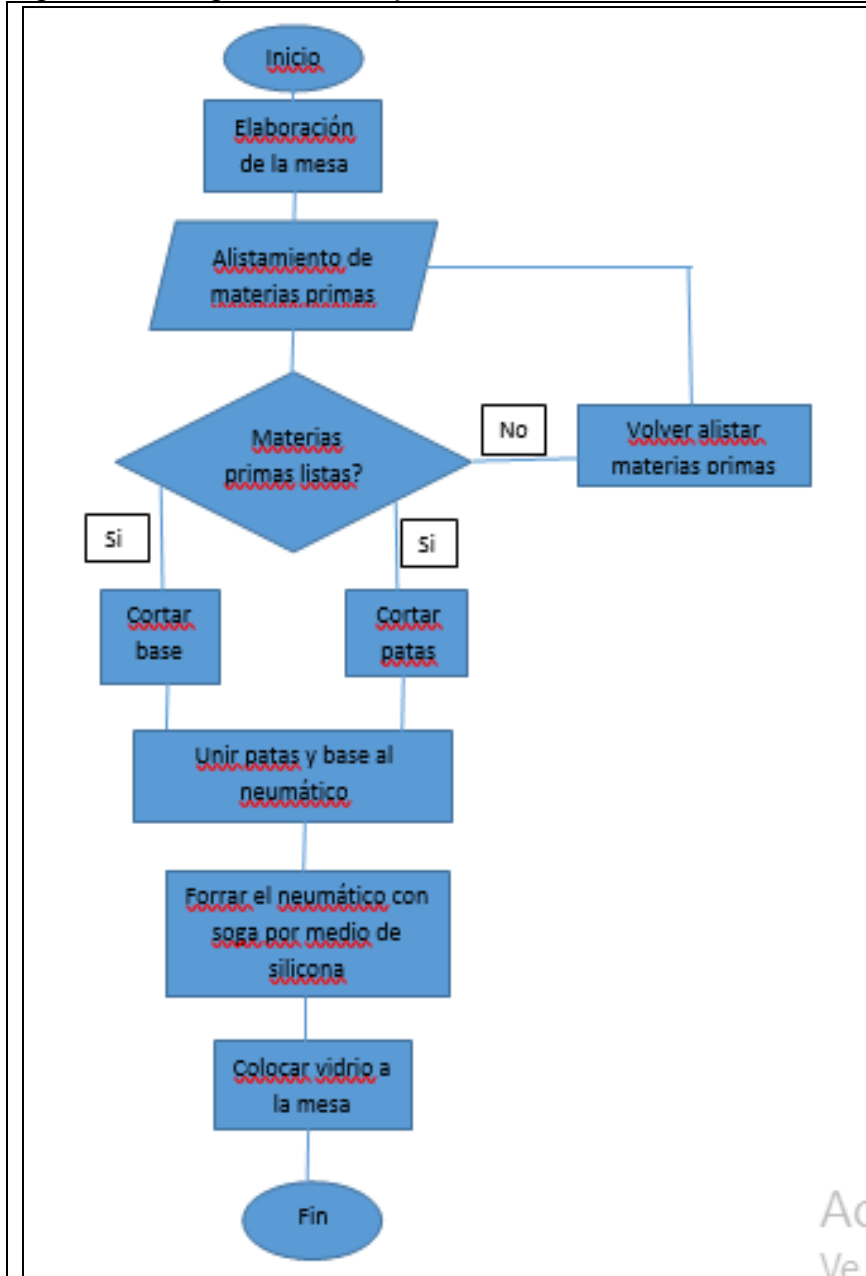 Inicio
Elaboración
de la mesa
Alistamiento de
materias primas
Materias
primas listas?
No
Volver alistar
materias primas
Si
Si
Cortar
base
Cortar
patas
Unir patas y base al
neumático
Forrar el neumático con
soga por medio de
silicona
Colocar vidrio a
la mesa
Fin